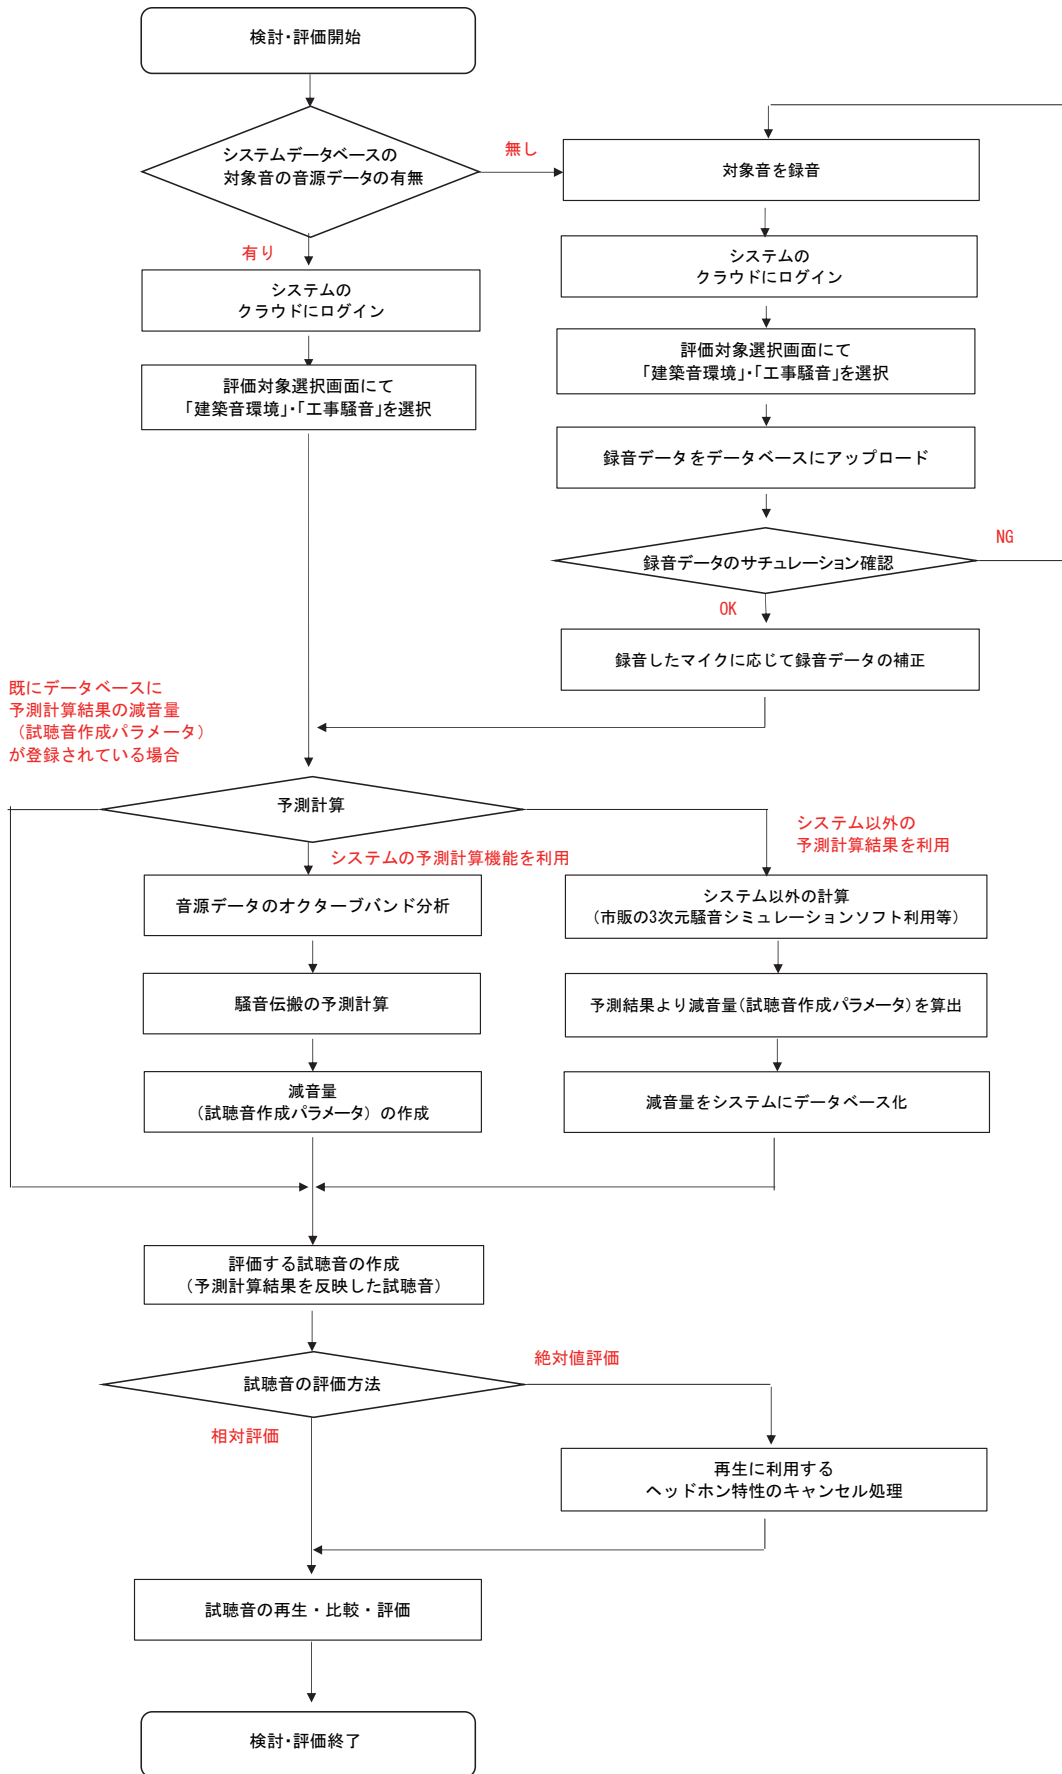 検討・評価開始
システムデータベースの
対象音の音源データの有無
無し
対象音を録音
有り
システムの
クラウドにログイン
評価対象選択画面にて
「建築音環境」・「工事騒音」を選択
システムの
クラウドにログイン
評価対象選択画面にて
「建築音環境」・「工事騒音」を選択
録音データをデータベースにアップロード
録音データのサチュレーション確認
NG
OK
録音したマイクに応じて録音データの補正
既にデータベースに
予測計算結果の減音量
（試聴音作成パラメータ）
が登録されている場合
予測計算
システムの予測計算機能を利用
システム以外の
予測計算結果を利用
音源データのオクターブバンド分析
騒音伝搬の予測計算
減音量
（試聴音作成パラメータ）の作成
システム以外の計算
（市販の3次元騒音シミュレーションソフト利用等）
予測結果より減音量（試聴音作成パラメータ）を算出
減音量をシステムにデータベース化
評価する試聴音の作成
（予測計算結果を反映した試聴音）
試聴音の評価方法
絶対値評価
相対評価
再生に利用する
ヘッドホン特性のキャンセル処理
試聴音の再生・比較・評価
検討・評価終了